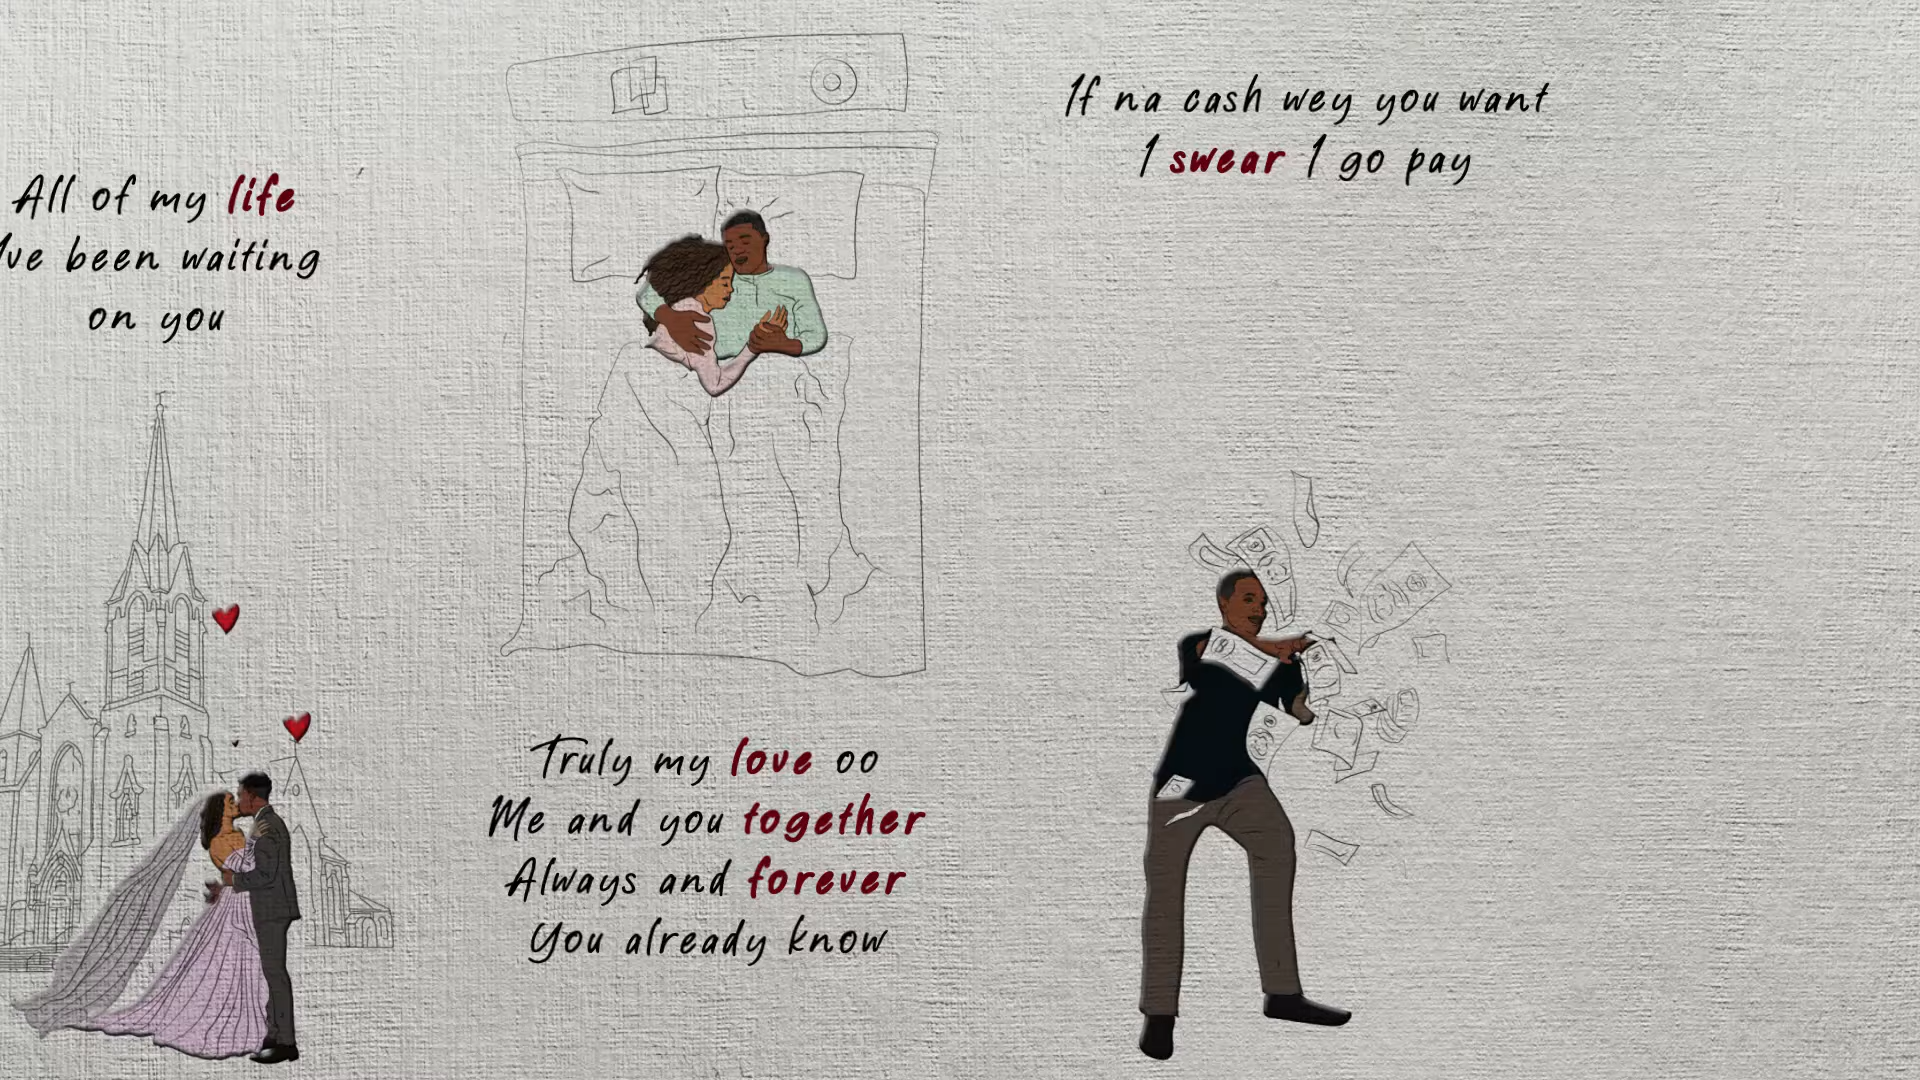 All of my life
've been waiting
on you
Truly my love oo
Me and you together
Always and forever
You already know
If na cash wey you want
I swear I go pay